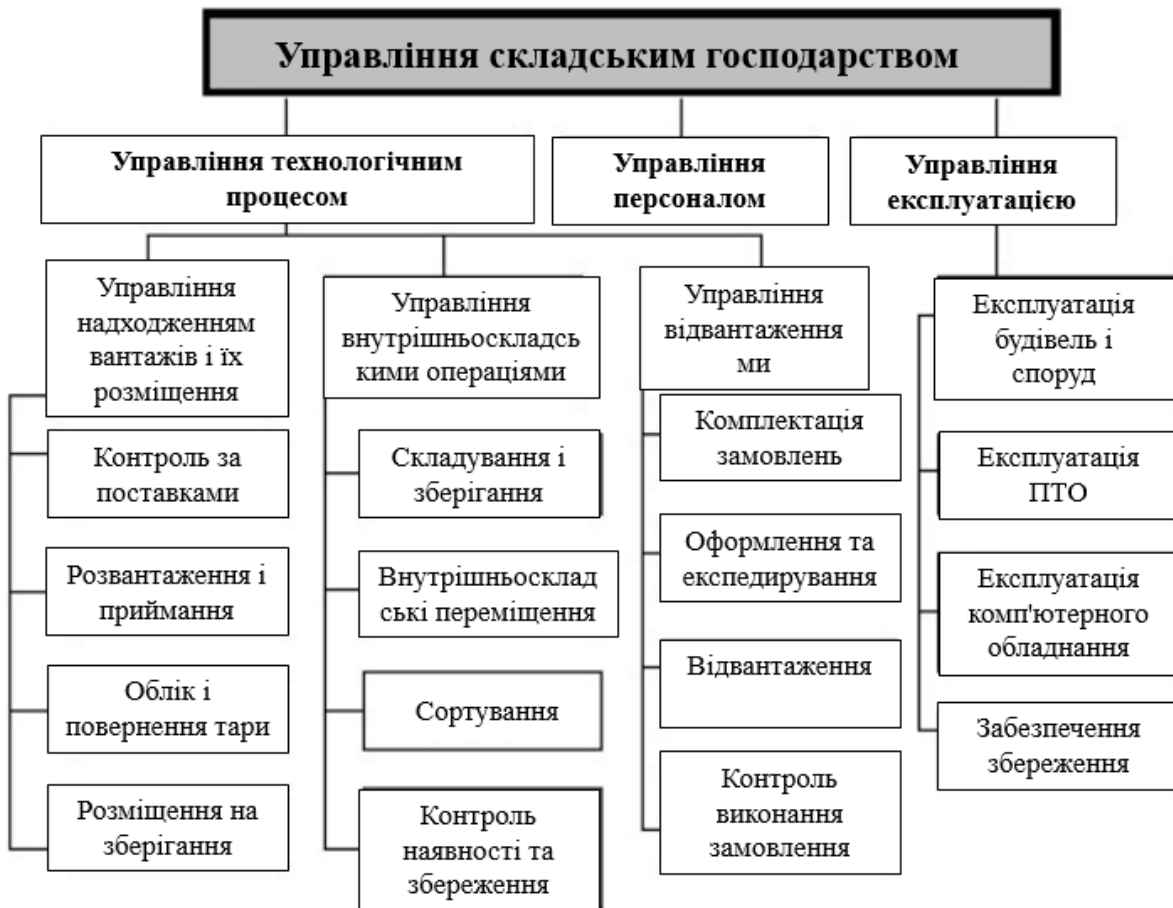 Управління складським господарством
Управління технологічним
процесом
Управління
персоналом
Управління
експлуатацією
Управління
надходженням
вантажів і їх
розміщення
Контроль за
поставками
Розвантаження і
приймання
Облік і
повернення тари
Розміщення на
зберігання
Управління
внутрішньоскладсь
кими операціями
Складування і
зберігання
Внутрішньосклад
ські переміщення
Сортування
Контроль
наявності та
збереження
Управління
відвантаження
ми
Комплектація
замовлень
Оформлення та
експедирування
Відвантаження
Контроль
виконання
замовлення
Експлуатація
будівель і
споруд
Експлуатація
ПТО
Експлуатація
комп'ютерного
обладнання
Забезпечення
збереження